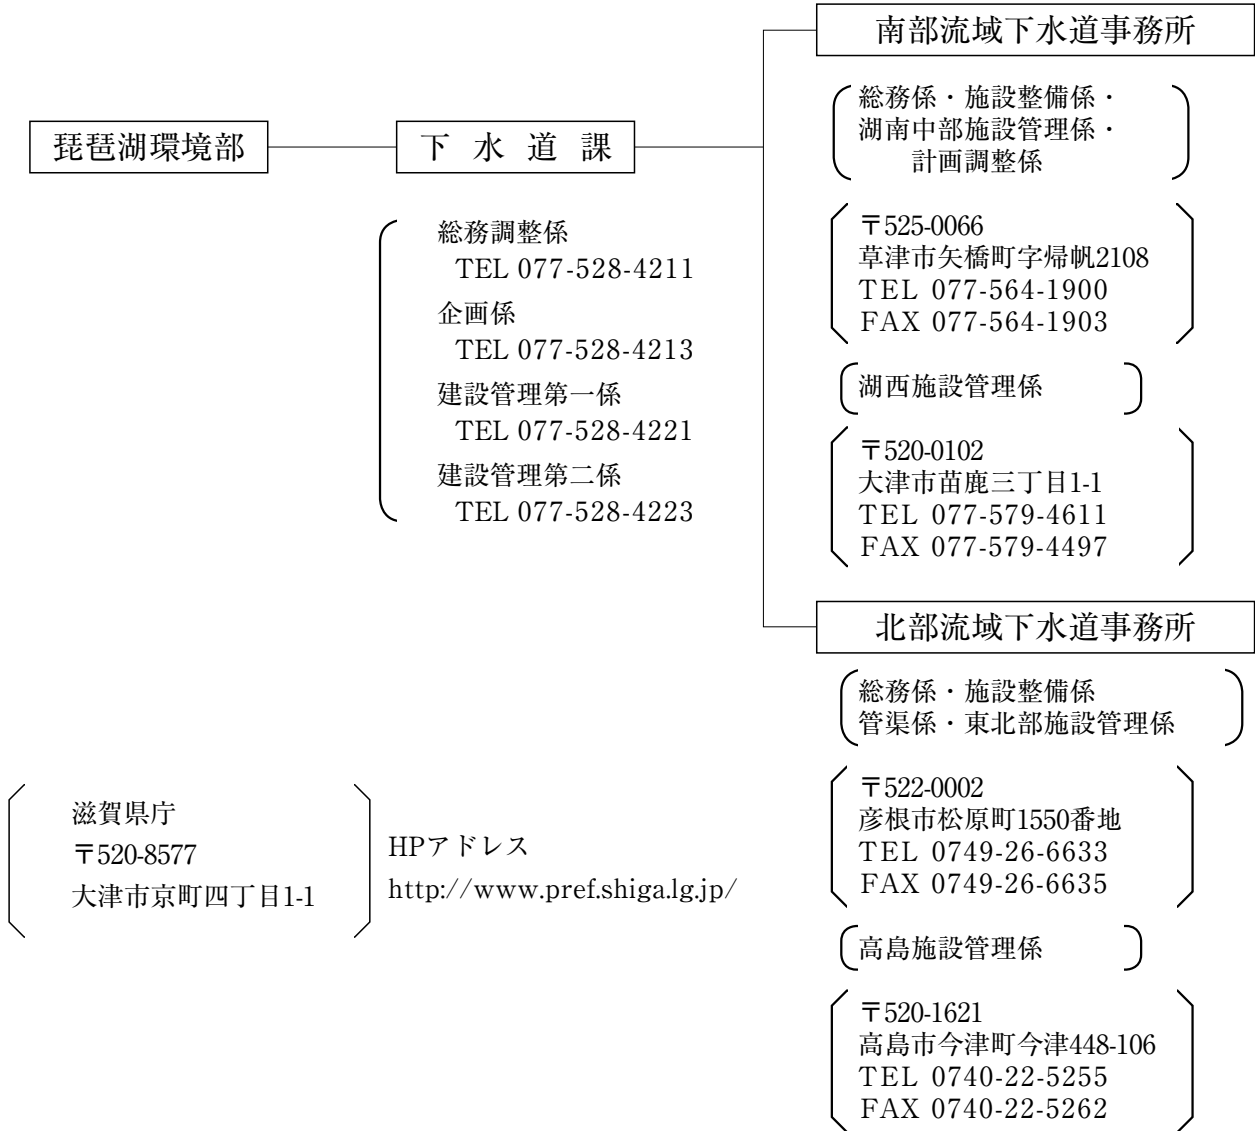 琵琶湖環境部
下水道課
総務調整係
TEL 077-528-4211
企画係
TEL 077-528-4213
建設管理第一係
TEL 077-528-4221
建設管理第二係
TEL 077-528-4223
南部流域下水道事務所
総務係・施設整備係・
湖南中部施設管理係・
計画調整係
〒525-0066
草津市矢橋町字帰帆2108
TEL 077-564-1900
FAX 077-564-1903
湖西施設管理係
〒520-0102
大津市苗鹿三丁目1-1
TEL 077-579-4611
FAX 077-579-4497
北部流域下水道事務所
総務係・施設整備係
管渠係・東北部施設管理係
〒522-0002
彦根市松原町1550番地
TEL 0749-26-6633
FAX 0749-26-6635
高島施設管理係
〒520-1621
高島市今津町今津448-106
TEL 0740-22-5255
FAX 0740-22-5262
滋賀県庁
〒520-8577
大津市京町四丁目1-1
HPアドレス
http://www.pref.shiga.lg.jp/